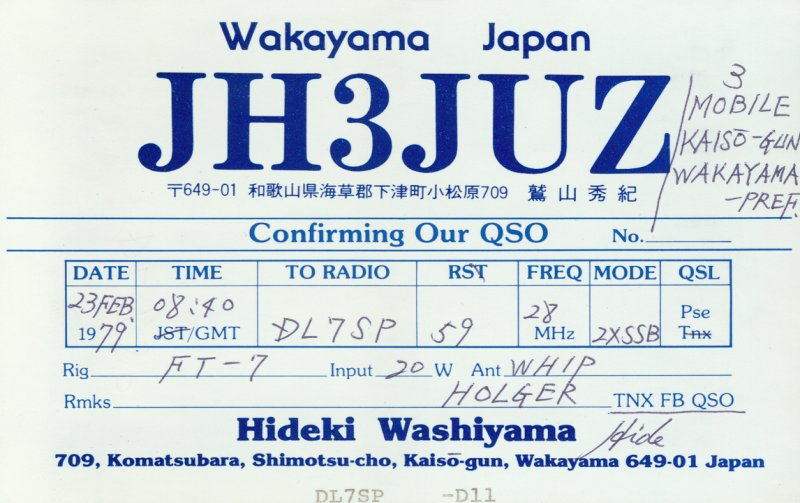 Wakayama Japan
JH3JUZ
/3
MOBILE
KAISŌ-GUN
WAKAYAMA
-PREF.
〒649-01 和歌山県海草郡下津町小松原709 鷲山秀紀
Confirming Our QSO No.
DATE TIME TO RADIO RST FREQ MODE QSL
23 FEB 08:40 DL7SP 59 28 2XSSB Pse
1979 JST/GMT MHz Tnx
Rig FT-7 Input 20 W Ant WHIP
Rmks HOLGER TNX FB QSO
Hideki Washiyama Hide
709, Komatsubara, Shimotsu-cho, Kaisō-gun, Wakayama 649-01 Japan
DL7SP -D11